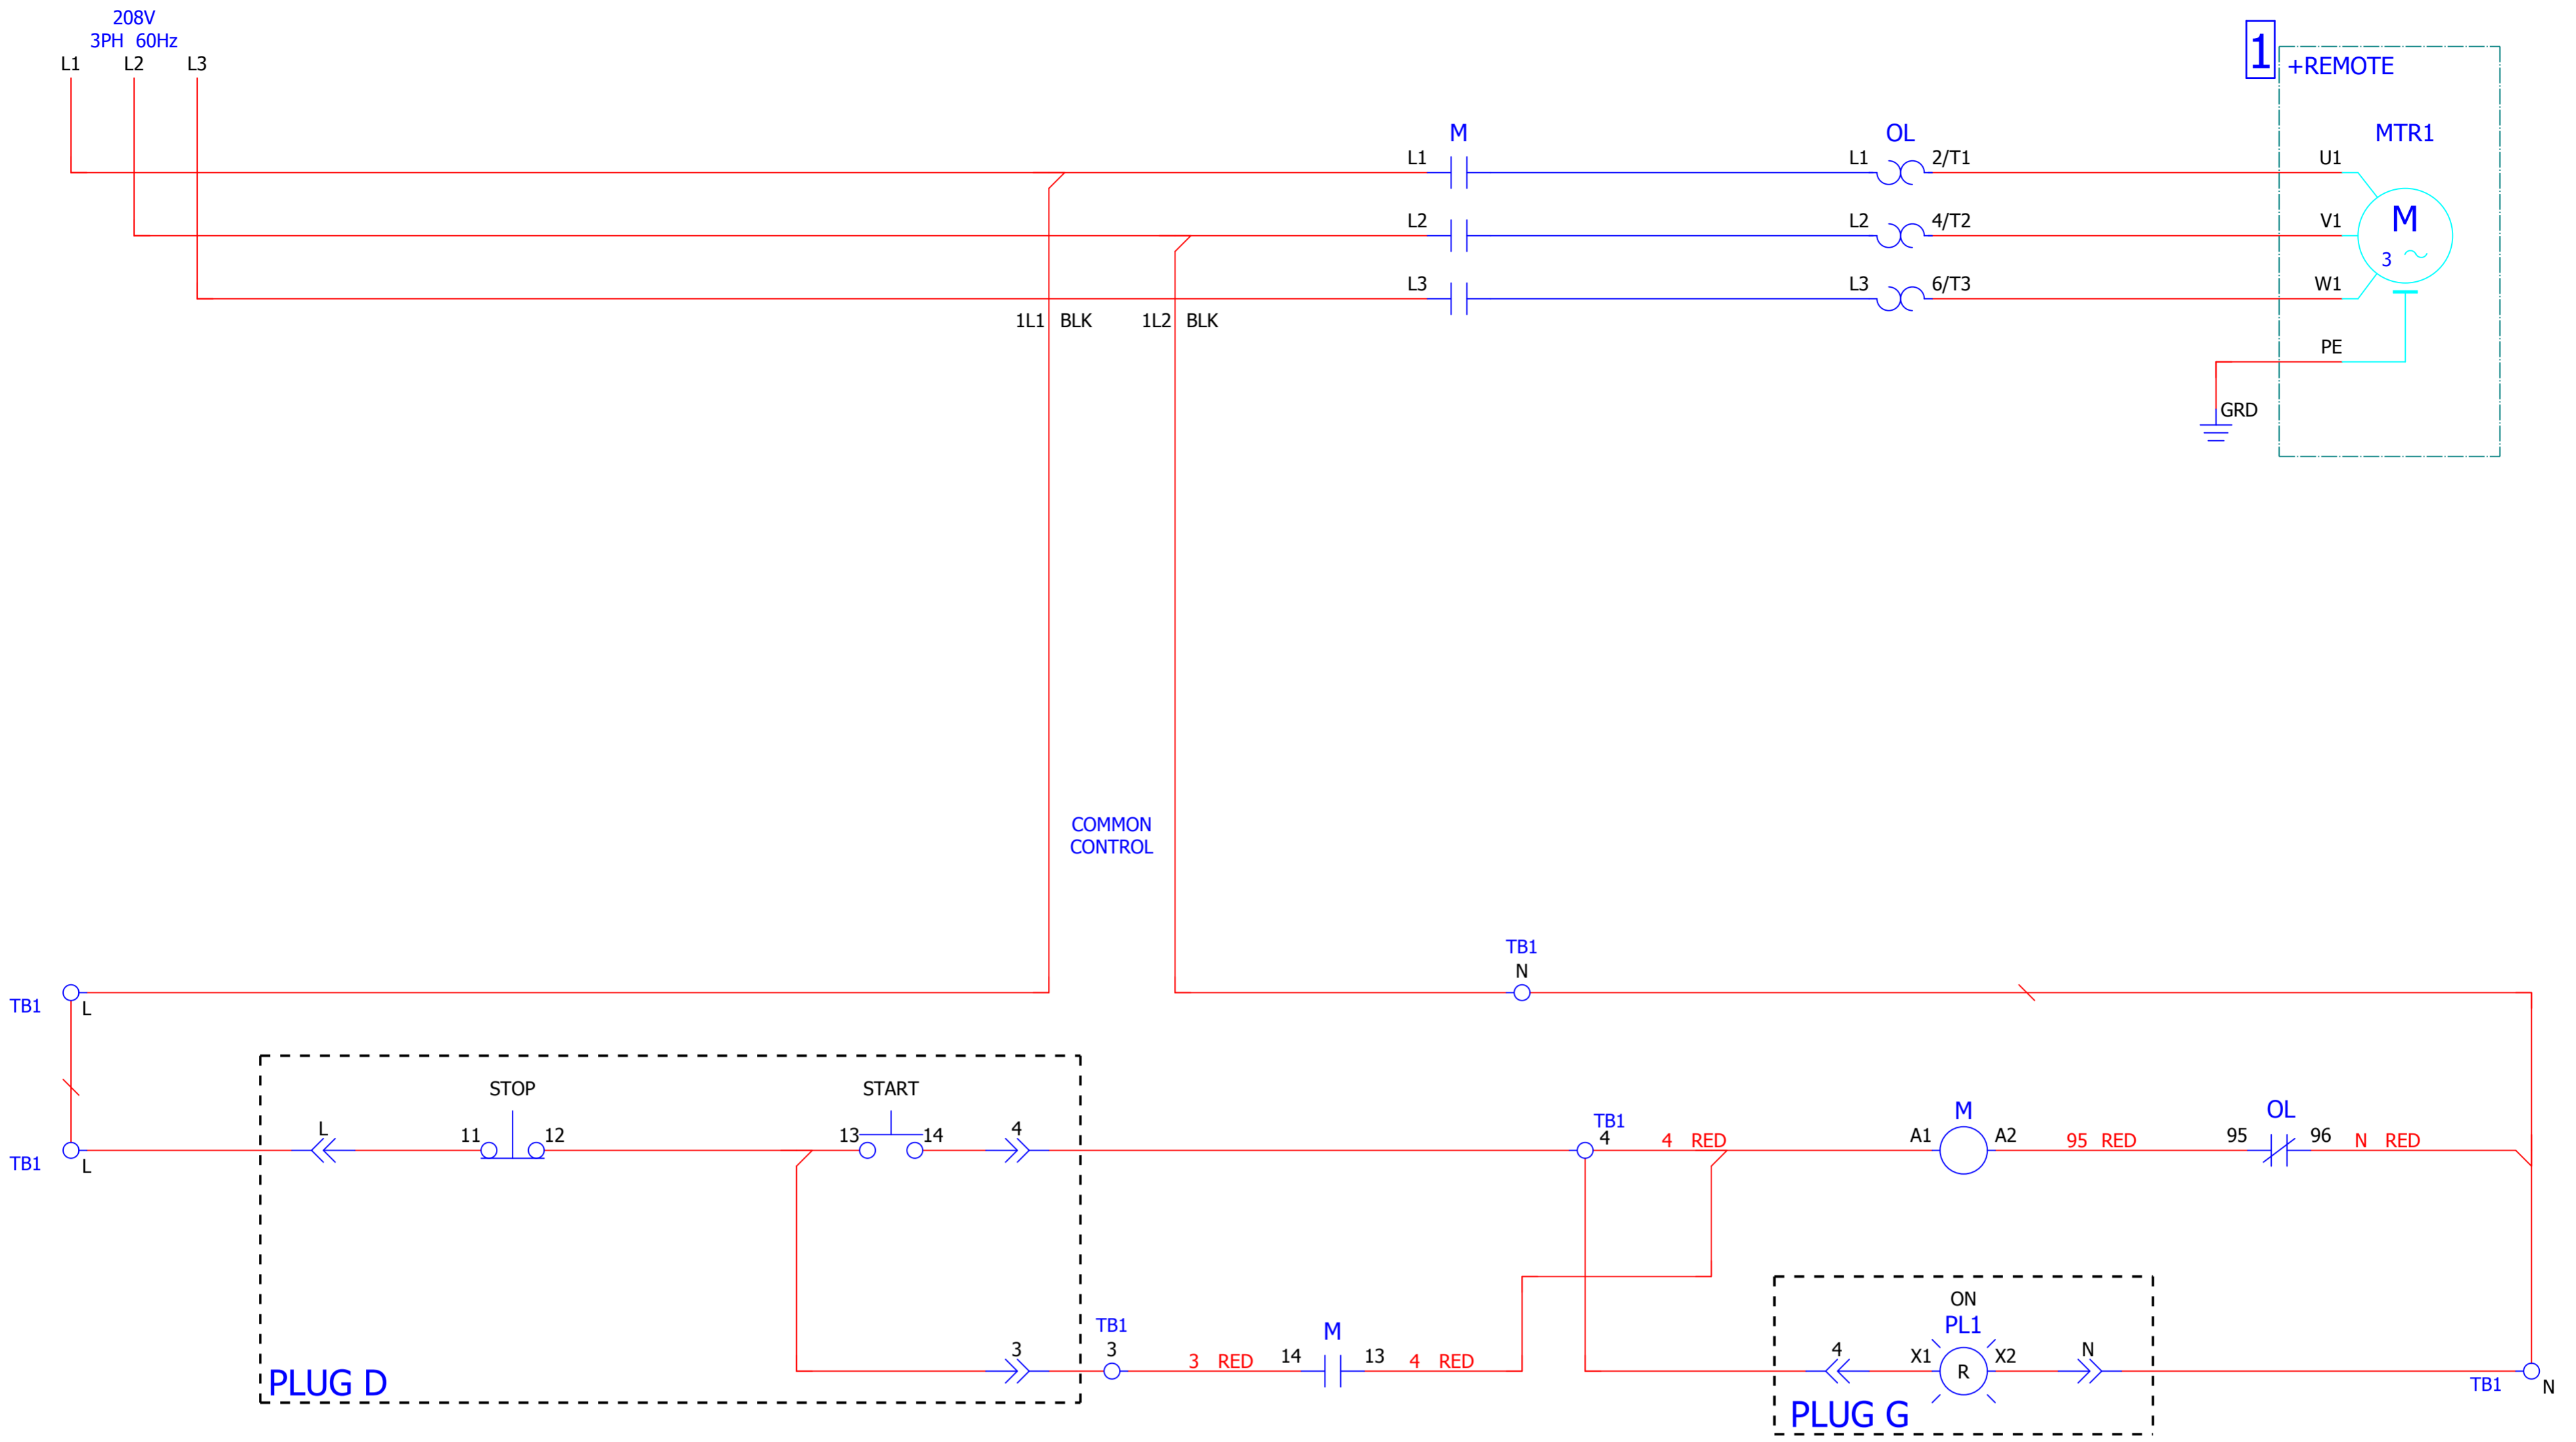 208V
3PH 60Hz
L1 L2 L3
1
+REMOTE
M OL MTR1
L1 L1 2/T1 U1
L2 L2 4/T2 V1
M
3
L3 L3 6/T3 W1
1L1 BLK 1L2 BLK
PE
GRD
COMMON
CONTROL
TB1
N
TB1 L
STOP START
L 11 12 13 14 4
TB1 L
TB1
4
4 RED
M
A1 A2
95 RED
OL
95 96
N RED
3
TB1
3
3 RED
M
14 13
4 RED
PLUG D
ON
PL1
4 X1 R X2 N
PLUG G
TB1 N